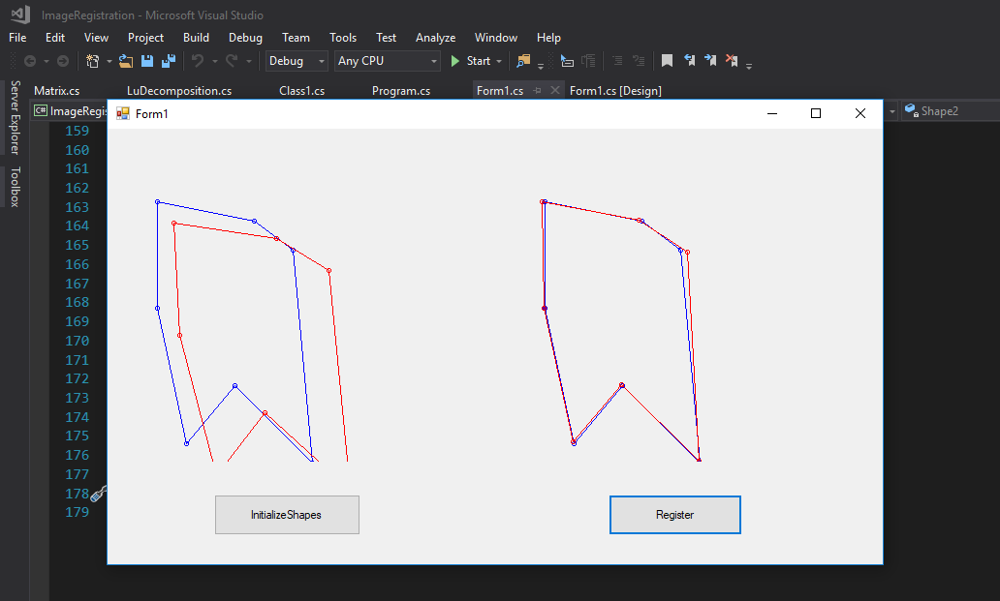 ImageRegistration - Microsoft Visual Studio
File Edit View Project Build Debug Team Tools Test Analyze Window Help
Debug Any CPU Start
Server Explorer
Toolbox
Matrix.cs LuDecomposition.cs Class1.cs Program.cs Form1.cs Form1.cs [Design]
C# ImageRegis Shape2
Form1
159
160
161
162
163
164
165
166
167
168
169
170
171
172
173
174
175
176
177
178
179
InitializeShapes Register